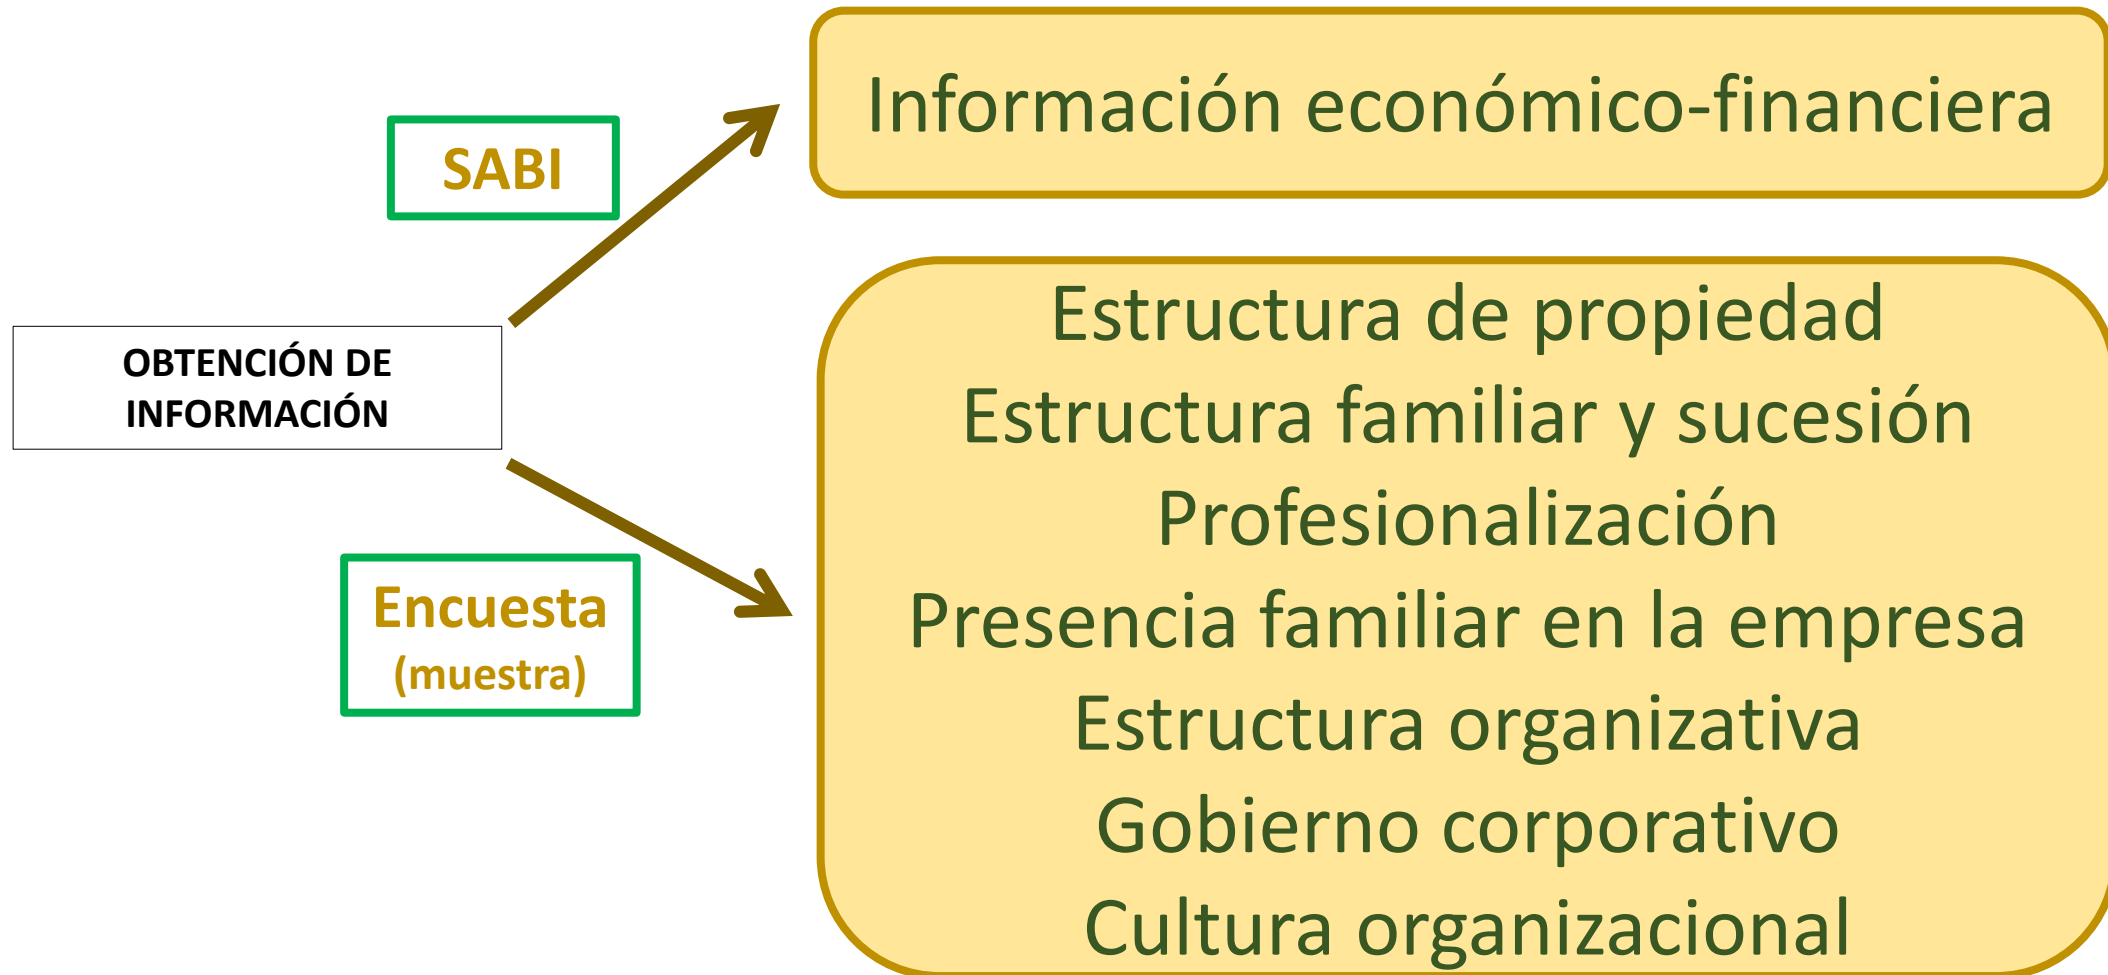 OBTENCIÓN DE
INFORMACIÓN
SABI
Información económico-financiera
Encuesta
(muestra)
Estructura de propiedad
Estructura familiar y sucesión
Profesionalización
Presencia familiar en la empresa
Estructura organizativa
Gobierno corporativo
Cultura organizacional